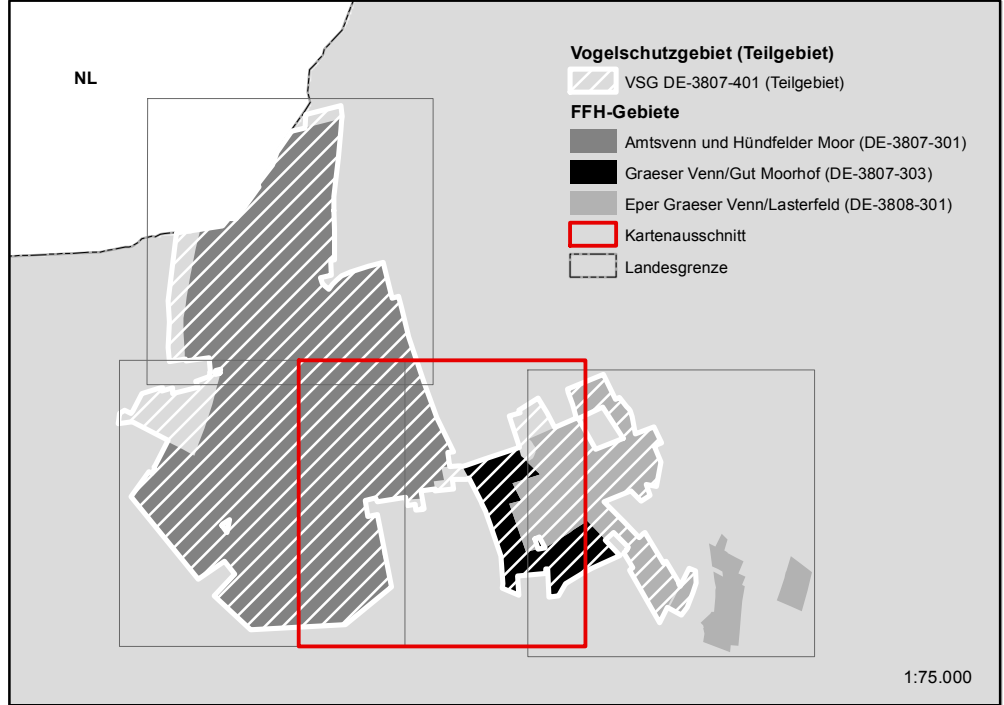 NL
Vogelschutzgebiet (Teilgebiet)
VSG DE-3807-401 (Teilgebiet)
FFH-Gebiete
Amtsvenn und Hündfelder Moor (DE-3807-301)
Graeser Venn/Gut Moorhof (DE-3807-303)
Eper Graeser Venn/Lasterfeld (DE-3808-301)
Kartenausschnitt
Landesgrenze
1:75.000